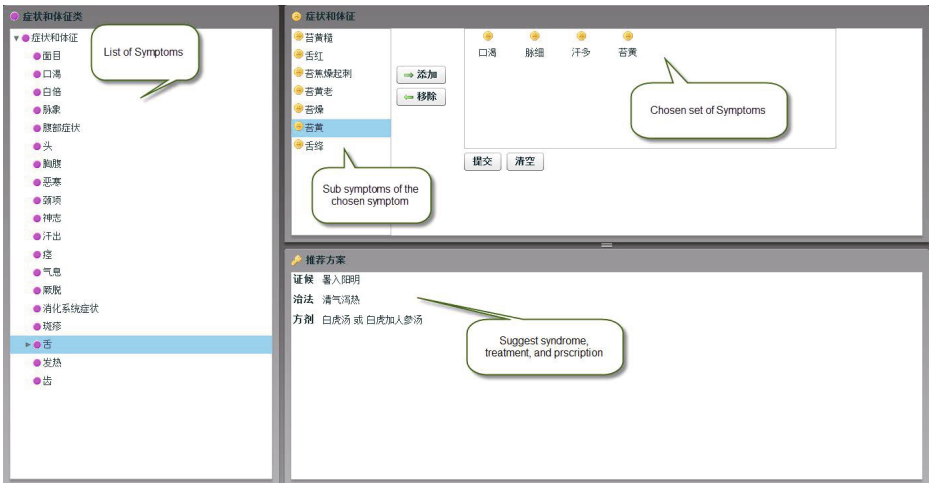 症状和体征类
症状和体征
面目
口渴
白㾦
脉象
腹部症状
头
胸腹
恶寒
颈项
神志
汗出
痉
气息
厥脱
消化系统症状
斑疹
舌
发热
齿
List of Symptoms
症状和体征
苔黄糙
舌红
苔焦燥起刺
苔黄老
苔燥
苔黄
舌绛
添加
移除
口渴
脉细
汗多
苔黄
提交
清空
Sub symptoms of the
chosen symptom
Chosen set of Symptoms
推荐方案
证候 暑入阳明
治法 清气泻热
方剂 白虎汤 或 白虎加人参汤
Suggest syndrome,
treatment, and prscription